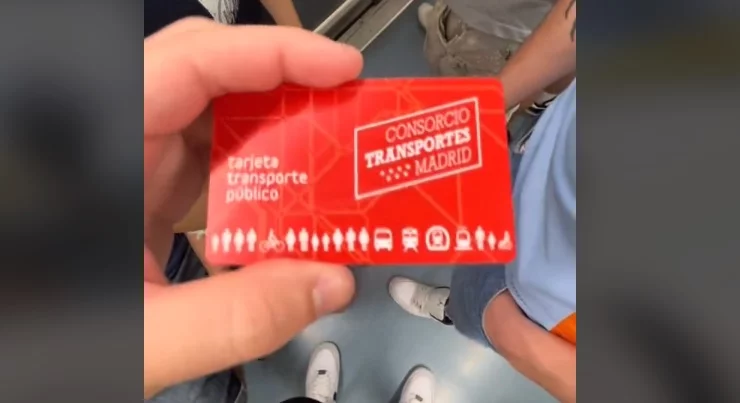 tarjeta
transporte
público
CONSORCIO
TRANSPORTES
MADRID